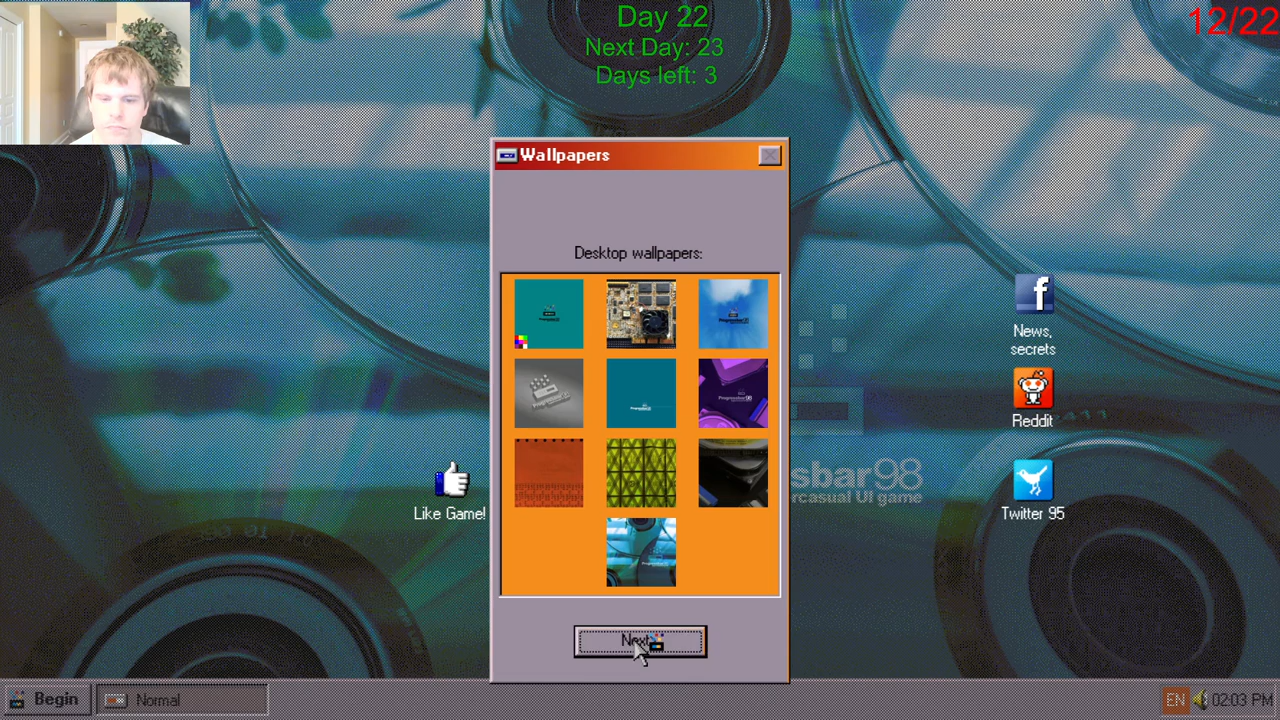 Day 22
Next Day: 23
Days left: 3
12/22
Wallpapers
Desktop wallpapers:
Next
News,
secrets
Reddit
Twitter 95
Like Game!
sbar98
rcasual UI game
Begin
Normal
EN
02:03 PM